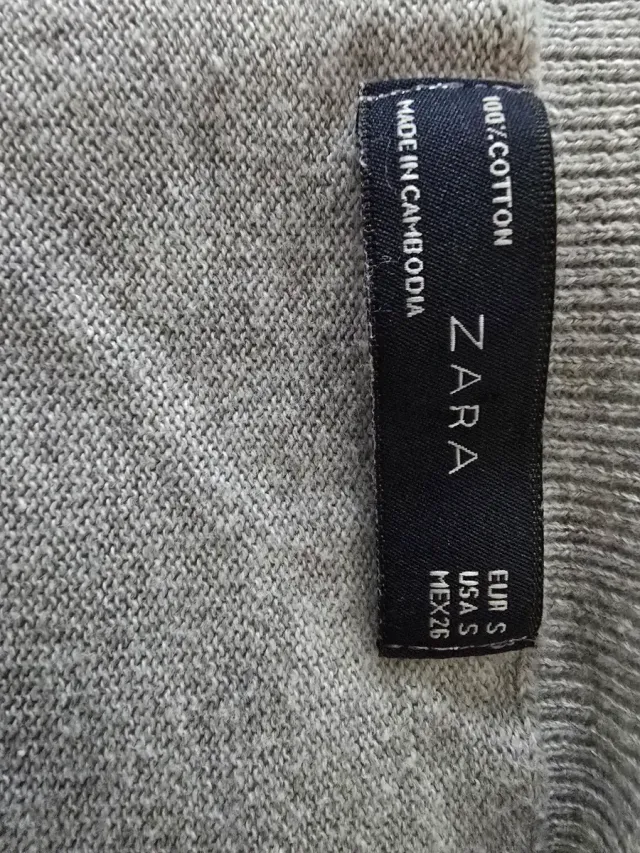 100% COTTON
MADE IN CAMBODIA
ZARA
EUR S
USA S
MEX 26